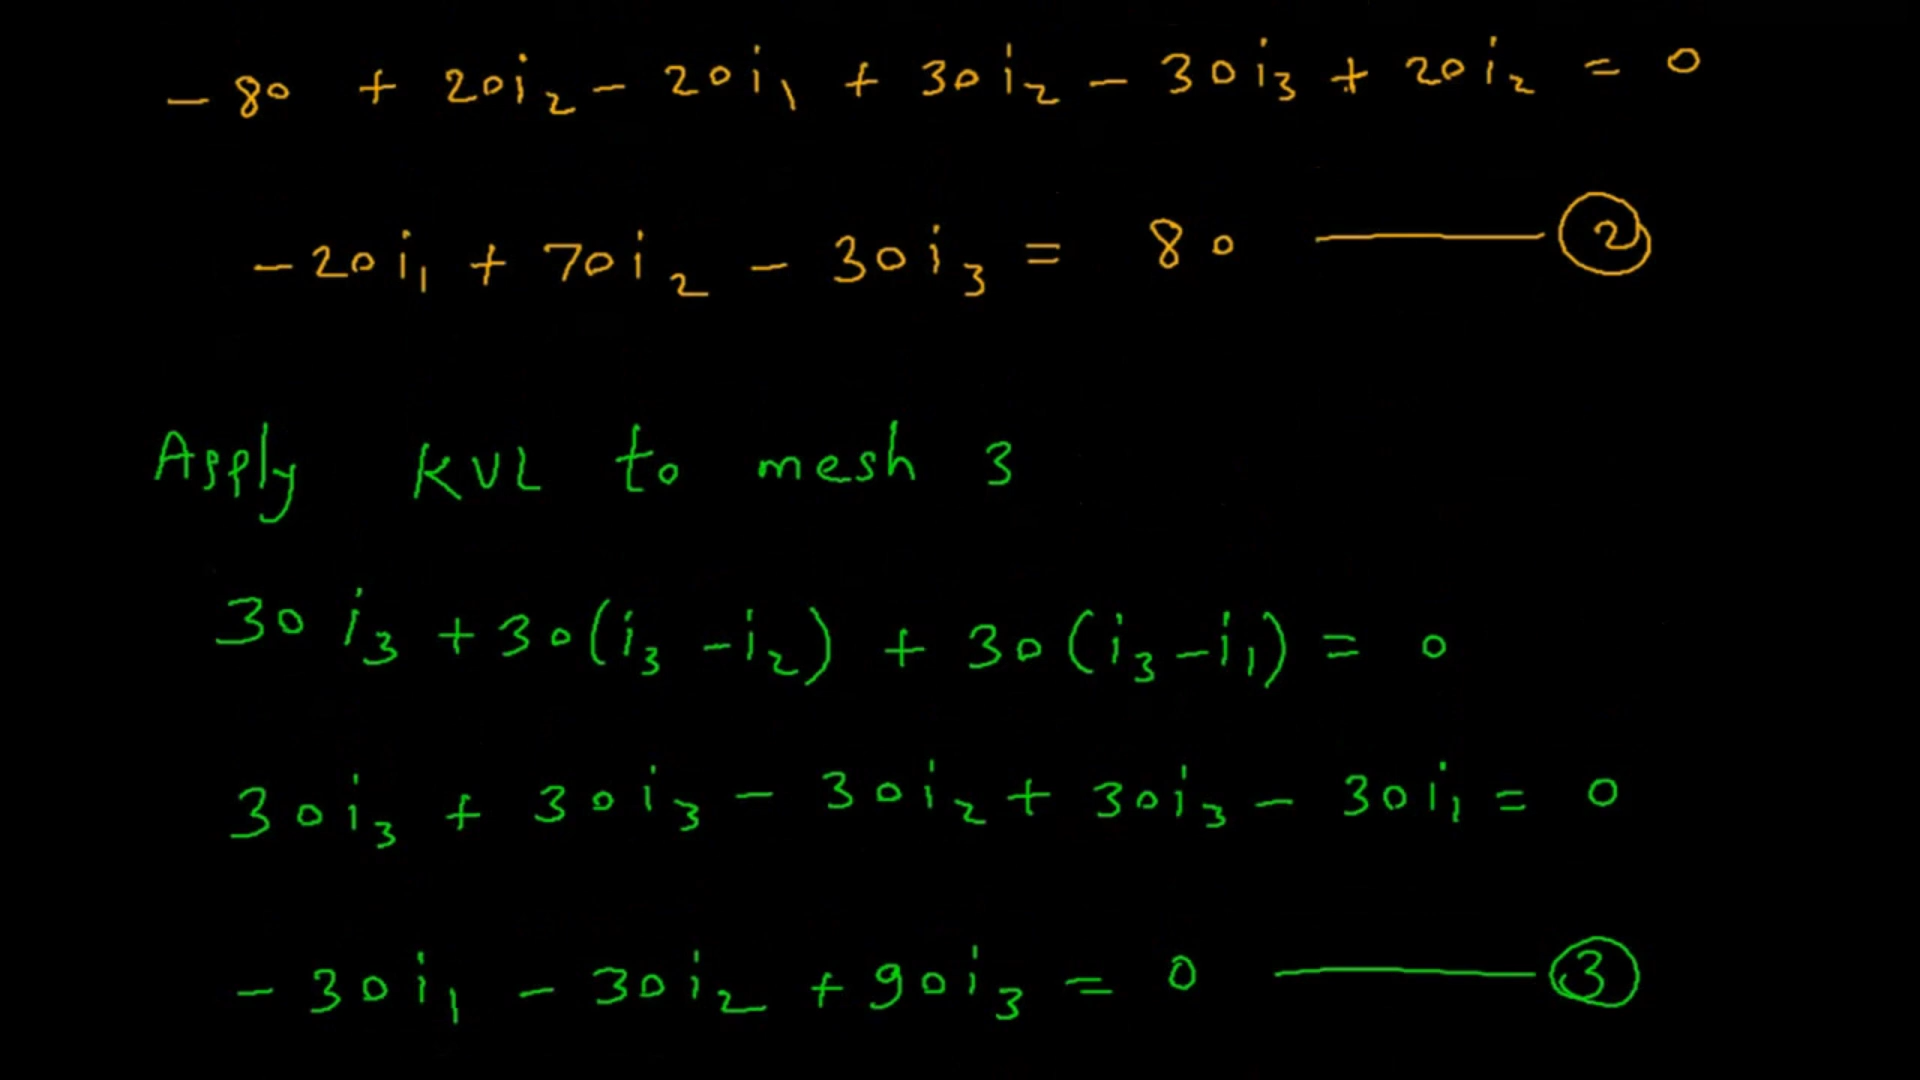 - 80 + 20i₂ - 20i₁ + 30i₂ - 30i₃ + 20i₂ = 0
- 20i₁ + 70i₂ - 30i₃ = 80 ——— ②
Apply KVL to mesh 3
30i₃ + 30(i₃ - i₂) + 30(i₃ - i₁) = 0
30i₃ + 30i₃ - 30i₂ + 30i₃ - 30i₁ = 0
- 30i₁ - 30i₂ + 90i₃ = 0 ——— ③